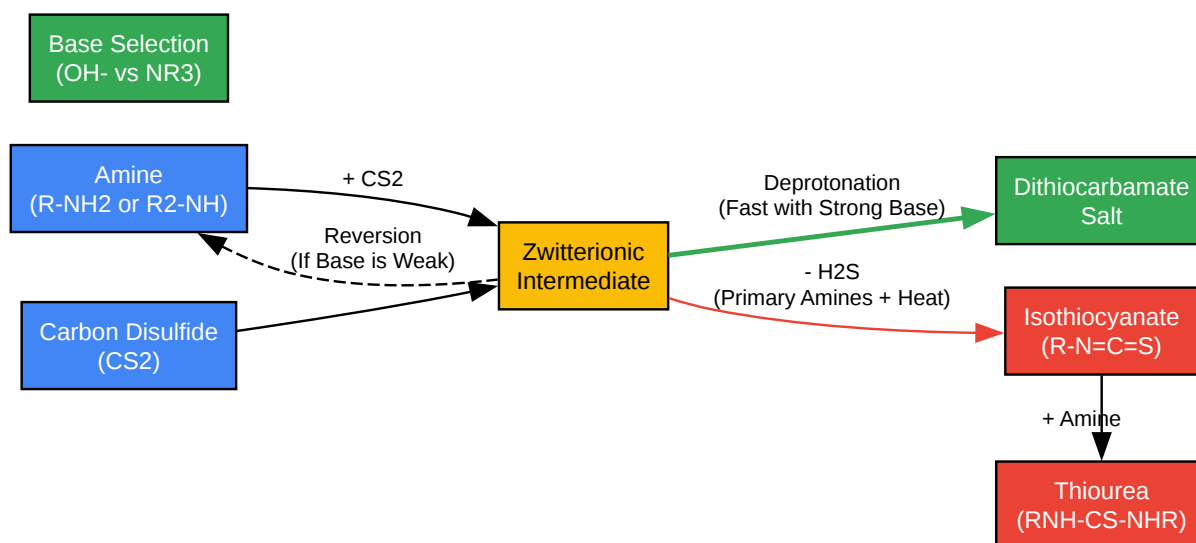 Base Selection
(OH- vs NR3)
Amine
(R-NH2 or R2-NH)
+ CS2
Reversion
(If Base is Weak)
Carbon Disulfide
(CS2)
Zwitterionic
Intermediate
Deprotonation
(Fast with Strong Base)
Dithiocarbamate
Salt
- H2S
(Primary Amines + Heat)
Isothiocyanate
(R-N=C=S)
+ Amine
Thiourea
(RNH-CS-NHR)